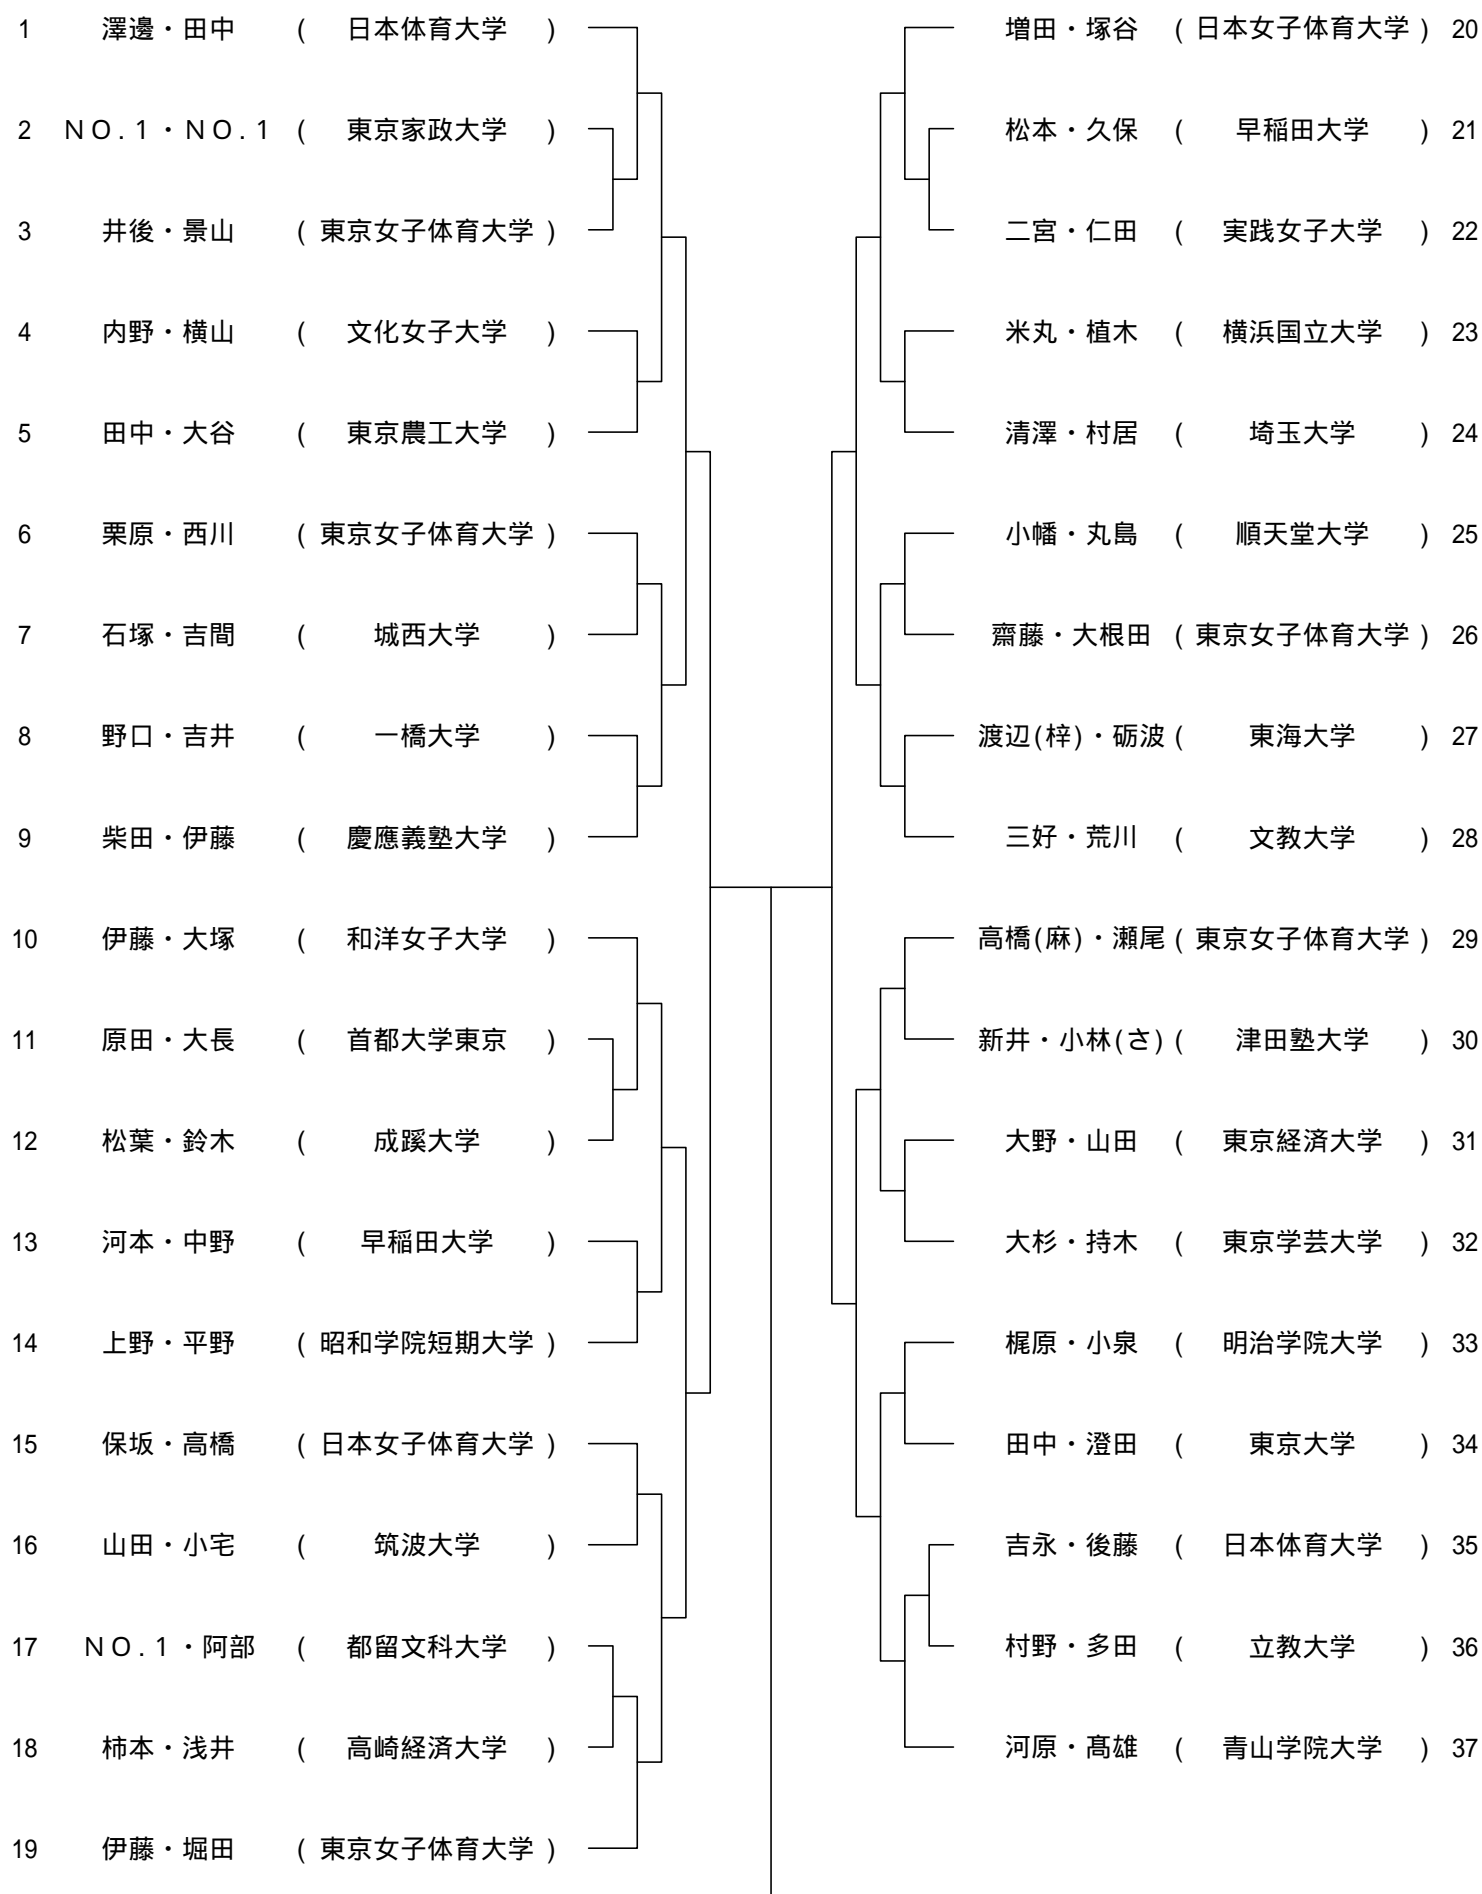 1 澤邊・田中 ( 日本体育大学 )
2 ＮＯ.１・ＮＯ.１ ( 東京家政大学 )
3 井後・景山 ( 東京女子体育大学 )
4 内野・横山 ( 文化女子大学 )
5 田中・大谷 ( 東京農工大学 )
6 栗原・西川 ( 東京女子体育大学 )
7 石塚・吉間 ( 城西大学 )
8 野口・吉井 ( 一橋大学 )
9 柴田・伊藤 ( 慶應義塾大学 )
10 伊藤・大塚 ( 和洋女子大学 )
11 原田・大長 ( 首都大学東京 )
12 松葉・鈴木 ( 成蹊大学 )
13 河本・中野 ( 早稲田大学 )
14 上野・平野 ( 昭和学院短期大学 )
15 保坂・高橋 ( 日本女子体育大学 )
16 山田・小宅 ( 筑波大学 )
17 ＮＯ.１・阿部 ( 都留文科大学 )
18 柿本・浅井 ( 高崎経済大学 )
19 伊藤・堀田 ( 東京女子体育大学 )
増田・塚谷 ( 日本女子体育大学 ) 20
松本・久保 ( 早稲田大学 ) 21
二宮・仁田 ( 実践女子大学 ) 22
米丸・植木 ( 横浜国立大学 ) 23
清澤・村居 ( 埼玉大学 ) 24
小幡・丸島 ( 順天堂大学 ) 25
齋藤・大根田 ( 東京女子体育大学 ) 26
渡辺(梓)・砺波 ( 東海大学 ) 27
三好・荒川 ( 文教大学 ) 28
高橋(麻)・瀬尾 ( 東京女子体育大学 ) 29
新井・小林(さ) ( 津田塾大学 ) 30
大野・山田 ( 東京経済大学 ) 31
大杉・持木 ( 東京学芸大学 ) 32
梶原・小泉 ( 明治学院大学 ) 33
田中・澄田 ( 東京大学 ) 34
吉永・後藤 ( 日本体育大学 ) 35
村野・多田 ( 立教大学 ) 36
河原・髙雄 ( 青山学院大学 ) 37